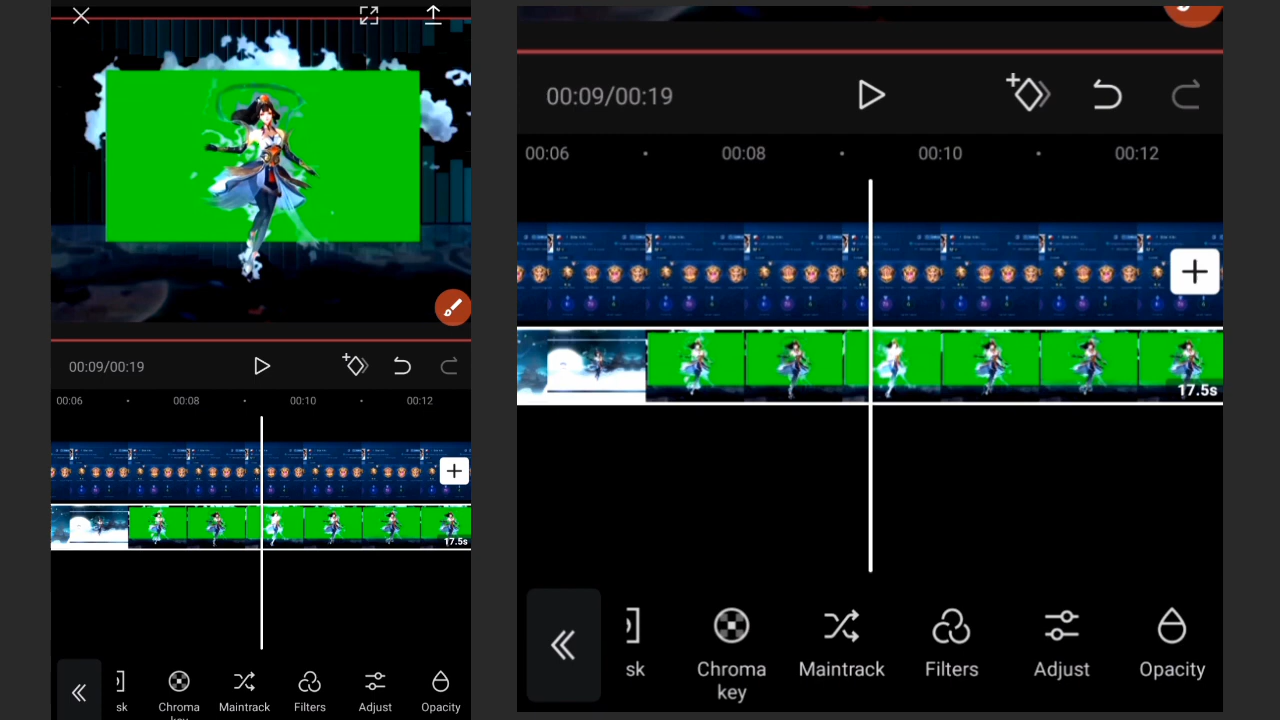 00:09/00:19
00:06
00:08
00:10
00:12
17.5s
sk
Chroma
key
Maintrack
Filters
Adjust
Opacity
00:09/00:19
00:06
00:08
00:10
00:12
17.5s
sk
Chroma
key
Maintrack
Filters
Adjust
Opacity